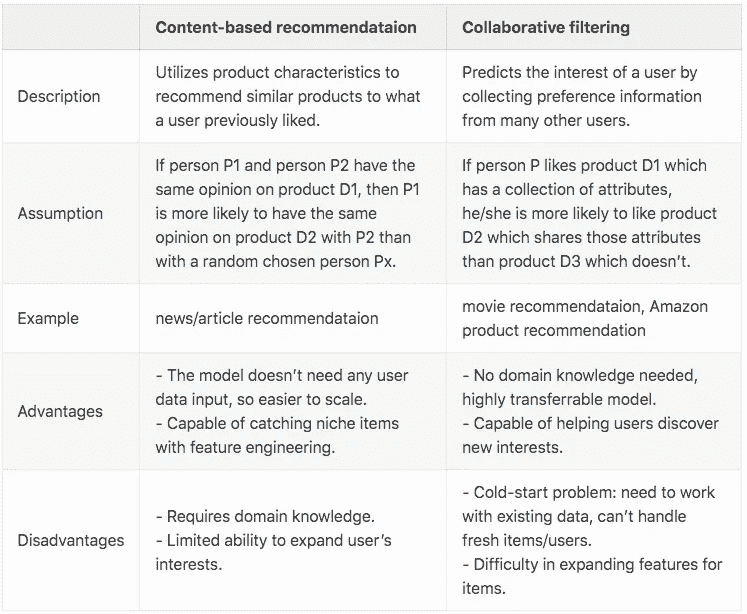 Content-based recommendataion
Collaborative filtering
Description
Utilizes product characteristics to
recommend similar products to what
a user previously liked.
Predicts the interest of a user by
collecting preference information
from many other users.
Assumption
If person P1 and person P2 have the
same opinion on product D1, then P1
is more likely to have the same
opinion on product D2 with P2 than
with a random chosen person Px.
If person P likes product D1 which
has a collection of attributes,
he/she is more likely to like product
D2 which shares those attributes
than product D3 which doesn’t.
Example
news/article recommendataion
movie recommendataion, Amazon
product recommendation
Advantages
- The model doesn’t need any user
data input, so easier to scale.
- Capable of catching niche items
with feature engineering.
- No domain knowledge needed,
highly transferrable model.
- Capable of helping users discover
new interests.
Disadvantages
- Requires domain knowledge.
- Limited ability to expand user’s
interests.
- Cold-start problem: need to work
with existing data, can’t handle
fresh items/users.
- Difficulty in expanding features for
items.